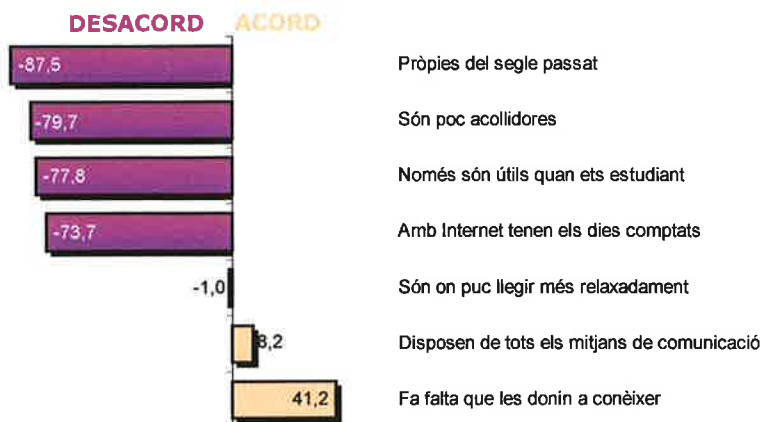 DESACORD ACORD
-87,5 Pròpies del segle passat
-79,7 Són poc acollidores
-77,8 Només són útils quan ets estudiant
-73,7 Amb Internet tenen els dies comptats
-1,0 Són on puc llegir més relaxadament
8,2 Disposen de tots els mitjans de comunicació
41,2 Fa falta que les donin a conèixer